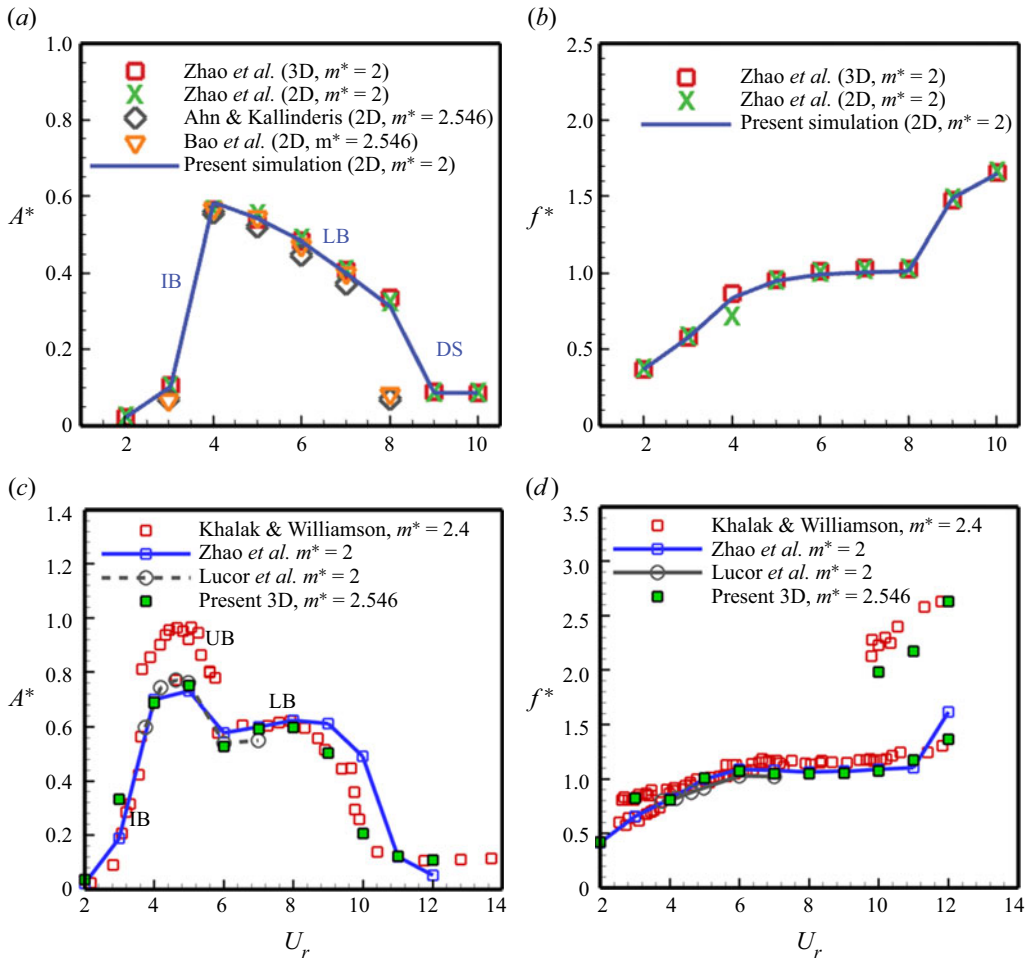 (a)
1.0
0.8
0.6
0.4
0.2
0
A*
2
4
6
8
10
Zhao et al. (3D, m* = 2)
Zhao et al. (2D, m* = 2)
Ahn & Kallinderis (2D, m* = 2.546)
Bao et al. (2D, m* = 2.546)
Present simulation (2D, m* = 2)
IB
LB
DS
(b)
2.5
2.0
1.5
1.0
0.5
0
f*
2
4
6
8
10
Zhao et al. (3D, m* = 2)
Zhao et al. (2D, m* = 2)
Present simulation (2D, m* = 2)
(c)
1.4
1.2
1.0
0.8
0.6
0.4
0.2
0
A*
2
4
6
8
10
12
14
Khalak & Williamson, m* = 2.4
Zhao et al. m* = 2
Lucor et al. m* = 2
Present 3D, m* = 2.546
UB
LB
IB
U_r
(d)
3.5
3.0
2.5
2.0
1.5
1.0
0.5
0
f*
2
4
6
8
10
12
14
Khalak & Williamson, m* = 2.4
Zhao et al. m* = 2
Lucor et al. m* = 2
Present 3D, m* = 2.546
U_r